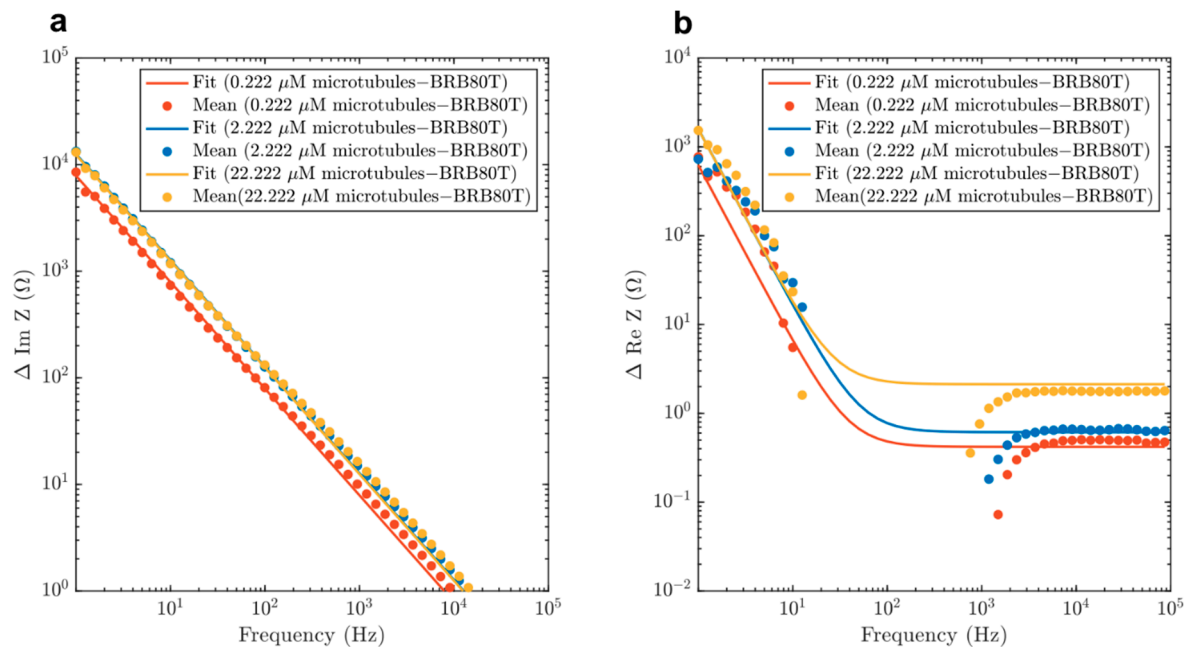 a
10^5
10^4
10^3
10^2
10^1
10^0
Δ Im Z (Ω)
Fit (0.222 μM microtubules−BRB80T)
Mean (0.222 μM microtubules−BRB80T)
Fit (2.222 μM microtubules−BRB80T)
Mean (2.222 μM microtubules−BRB80T)
Fit (22.222 μM microtubules−BRB80T)
Mean(22.222 μM microtubules−BRB80T)
10^1 10^2 10^3 10^4 10^5
Frequency (Hz)
b
10^4
10^3
10^2
10^1
10^0
10^−1
10^−2
Δ Re Z (Ω)
Fit (0.222 μM microtubules−BRB80T)
Mean (0.222 μM microtubules−BRB80T)
Fit (2.222 μM microtubules−BRB80T)
Mean (2.222 μM microtubules−BRB80T)
Fit (22.222 μM microtubules−BRB80T)
Mean(22.222 μM microtubules−BRB80T)
10^1 10^2 10^3 10^4 10^5
Frequency (Hz)